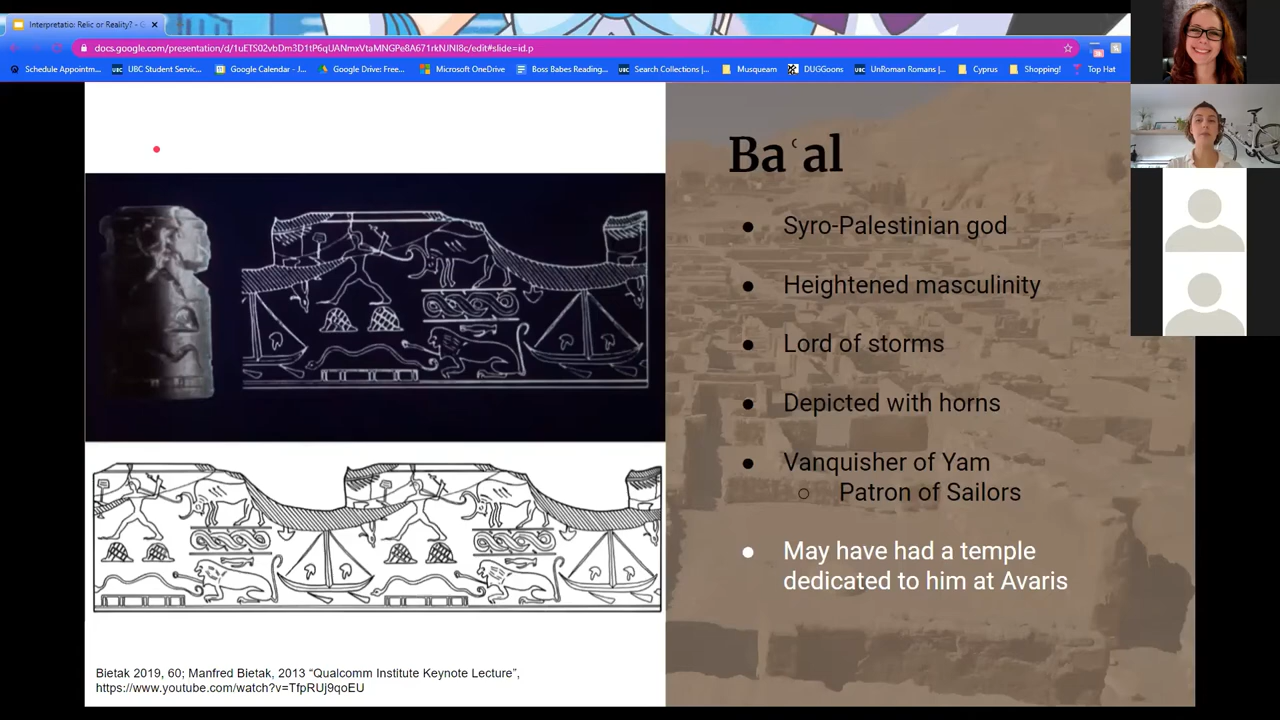 Interpretatio: Relic or Reality? - G
docs.google.com/presentation/d/1uETS02vbDm3D1tP6qUANmxVtaMNGPe8A671rkNJNI8c/edit#slide=id.p
Schedule Appointm... UBC Student Servic... Google Calendar - J... Google Drive: Free... Microsoft OneDrive Boss Babes Reading... Search Collections |... Musqueam DUGGoons UnRoman Romans |... Cyprus Shopping! Top Hat
Baʿal
● Syro-Palestinian god
● Heightened masculinity
● Lord of storms
● Depicted with horns
● Vanquisher of Yam
○ Patron of Sailors
● May have had a temple
dedicated to him at Avaris
Bietak 2019, 60; Manfred Bietak, 2013 “Qualcomm Institute Keynote Lecture”,
https://www.youtube.com/watch?v=TfpRUj9qoEU